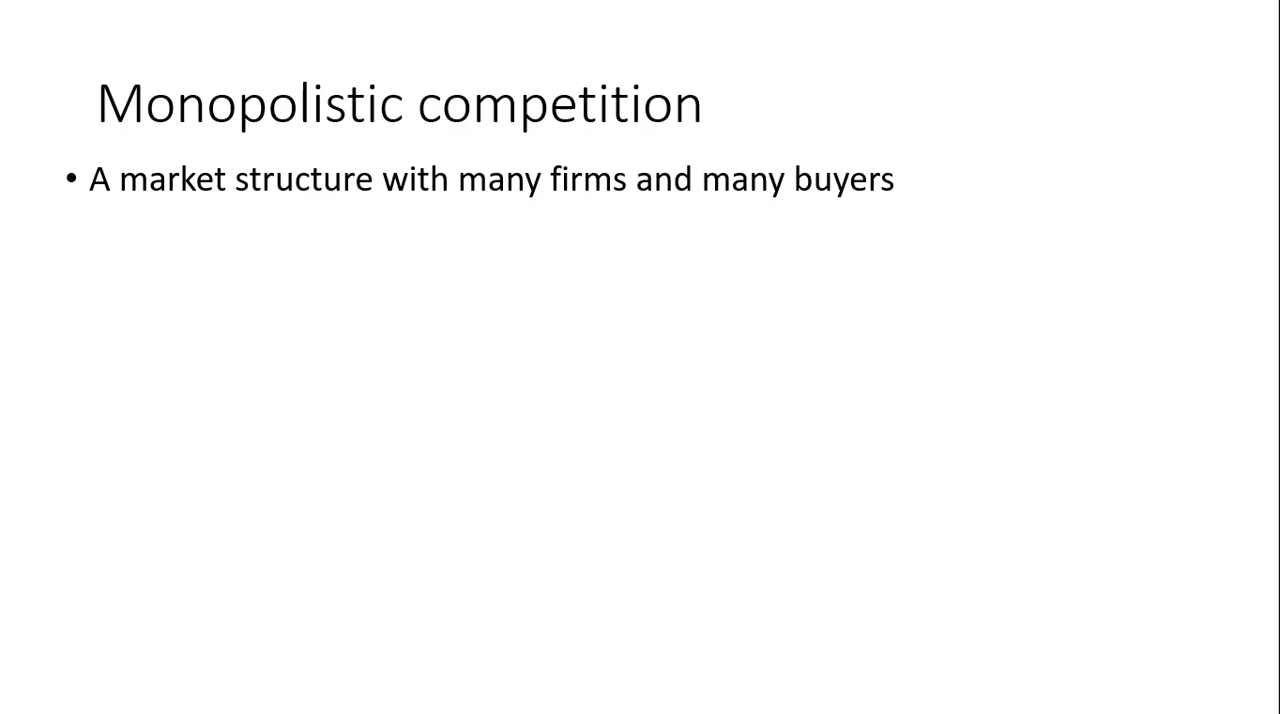 Monopolistic competition
• A market structure with many firms and many buyers